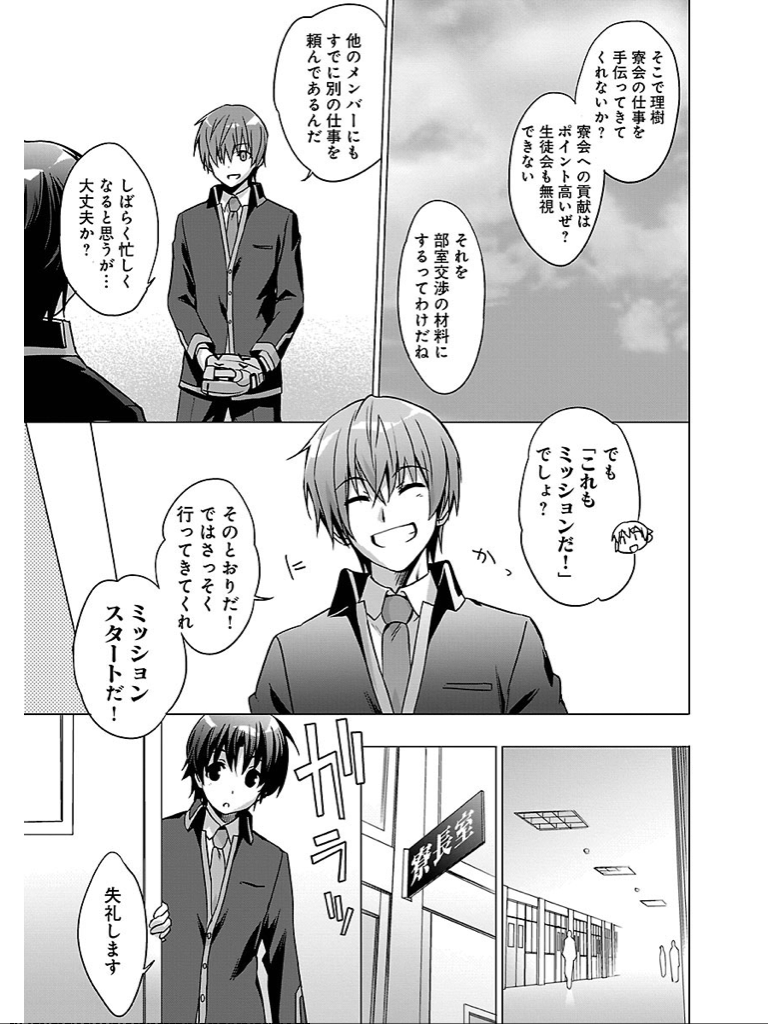 そこで理樹
寮会の仕事を
手伝ってきて
くれないか？
寮会への貢献は
ポイント高いぜ？
生徒会も無視
できない
それを
部室交渉の材料に
するってわけだね
他のメンバーにも
すでに別の仕事を
頼んであるんだ
しばらく忙しく
なると思うが…
大丈夫か？
でも
「これも
ミッションだ！」
でしょ？
にかっ
そのとおりだ！
ではさっそく
行ってきてくれ
ミッション
スタートだ！
寮長室
ガラッ
失礼します